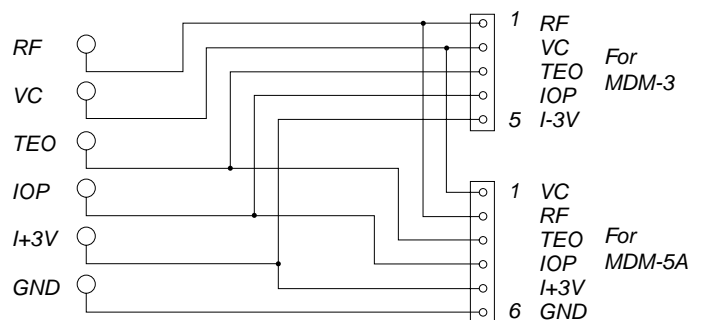 RF
VC
TEO
IOP
I+3V
GND
1 RF
VC
TEO
IOP
5 I-3V
For
MDM-3
1 VC
RF
TEO
IOP
I+3V
6 GND
For
MDM-5A